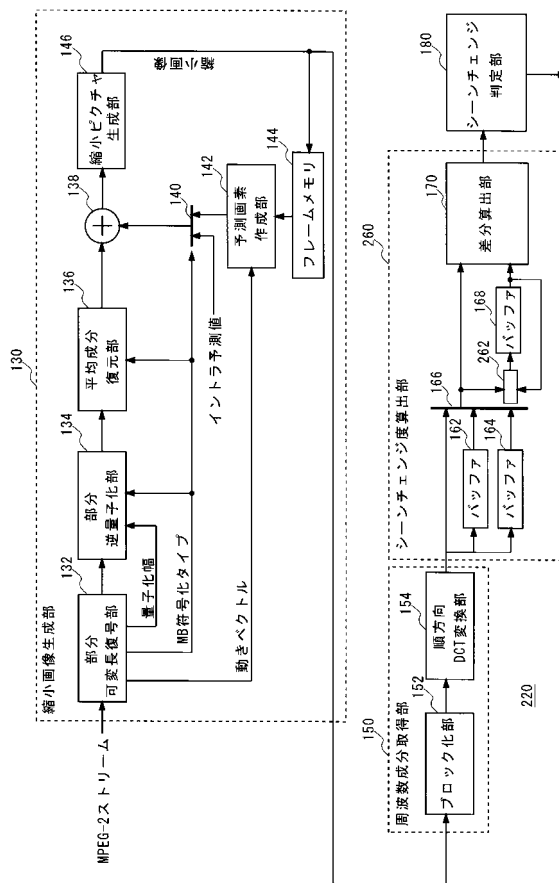 縮小画像生成部
130
MPEG-2ストリーム
132
部分
可変長復号部
134
部分
逆量子化部
136
平均成分
復元部
138
146
縮小ピクチャ
生成部
縮小画像
量子化幅
MB符号化タイプ
動きベクトル
イントラ予測値
140
142
予測画素
作成部
144
フレームメモリ
周波数成分取得部
150
152
ブロック化部
154
順方向
DCT変換部
220
シーンチェンジ度算出部
260
162
バッファ
164
バッファ
166
262
168
バッファ
170
差分算出部
180
シーンチェンジ
判定部